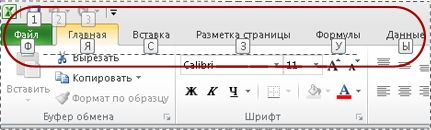 1 2 3
Файл Главная Вставка Разметка страницы Формулы Данные
Ф Я С З У Ы
Вырезать Calibri 11 А А
Копировать
Вставить Формат по образцу Ж К Ч А
Буфер обмена Шрифт